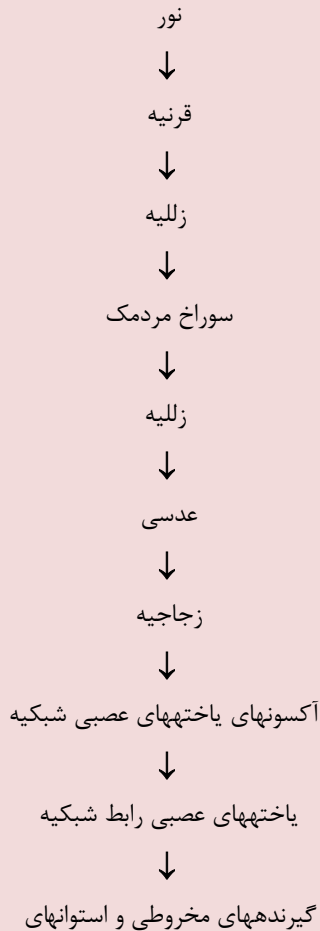 نور
↓
قرنیه
↓
زلالیه
↓
سوراخ مردمک
↓
زلالیه
↓
عدسی
↓
زجاجیه
↓
آکسونهای یاختههای عصبی شبکیه
↓
یاختههای عصبی رابط شبکیه
↓
گیرندههای مخروطی و استوانهای